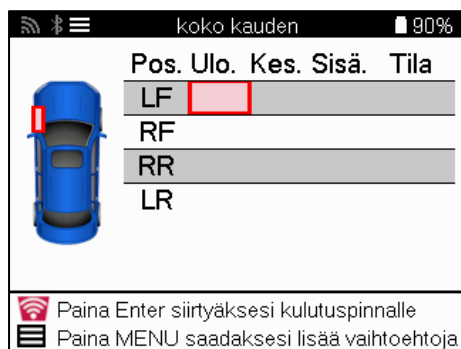 koko kauden 90%
Pos. Ulo. Kes. Sisä. Tila
LF
RF
RR
LR
Paina Enter siirtyäksesi kulutuspinnalle
Paina MENU saadaksesi lisää vaihtoehtoja